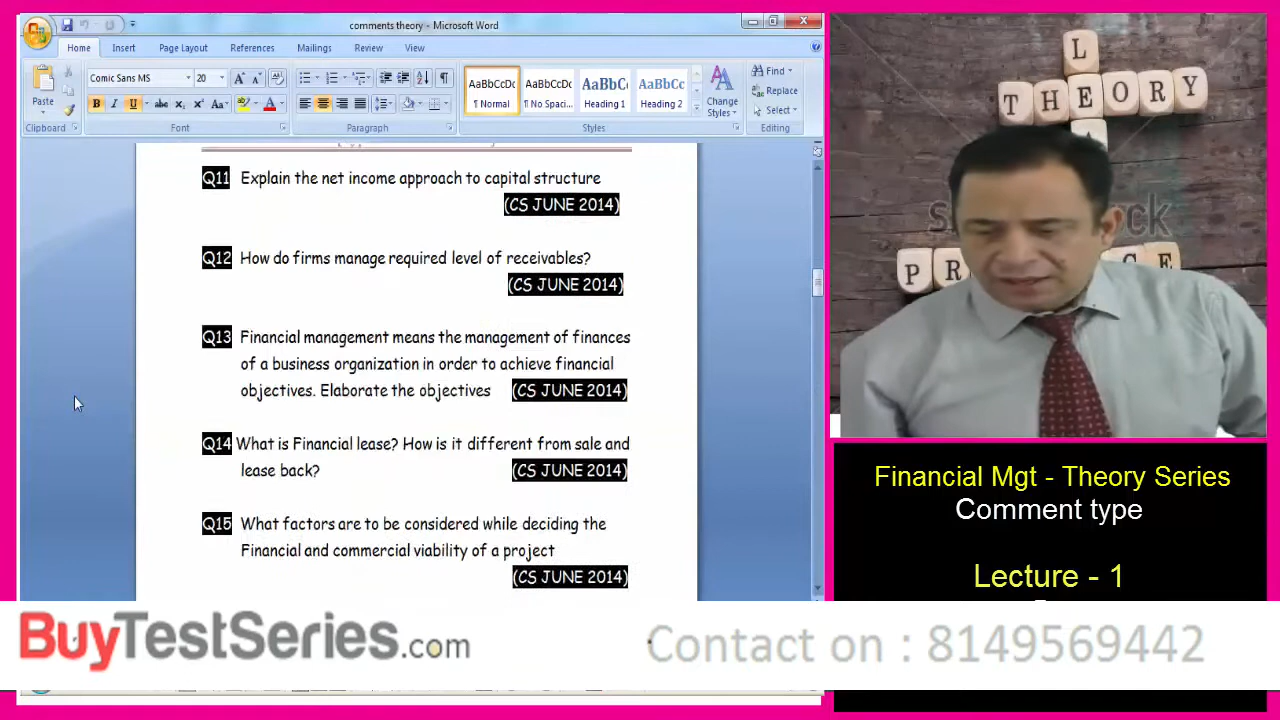 comments theory - Microsoft Word
Home Insert Page Layout References Mailings Review View
Paste
Clipboard
Comic Sans MS 20
B I U abc x₂ x² Aa
Font
Paragraph
AaBbCcDc AaBbCcDc AaBbCc AaBbCc
¶ Normal ¶ No Spaci... Heading 1 Heading 2
Styles
Change
Styles
Find
Replace
Select
Editing
Q11 Explain the net income approach to capital structure
(CS JUNE 2014)
Q12 How do firms manage required level of receivables?
(CS JUNE 2014)
Q13 Financial management means the management of finances
of a business organization in order to achieve financial
objectives. Elaborate the objectives (CS JUNE 2014)
Q14 What is Financial lease? How is it different from sale and
lease back? (CS JUNE 2014)
Q15 What factors are to be considered while deciding the
Financial and commercial viability of a project
(CS JUNE 2014)
L
THEORY
Financial Mgt - Theory Series
Comment type
Lecture - 1
BuyTestSeries.com
Contact on : 8149569442